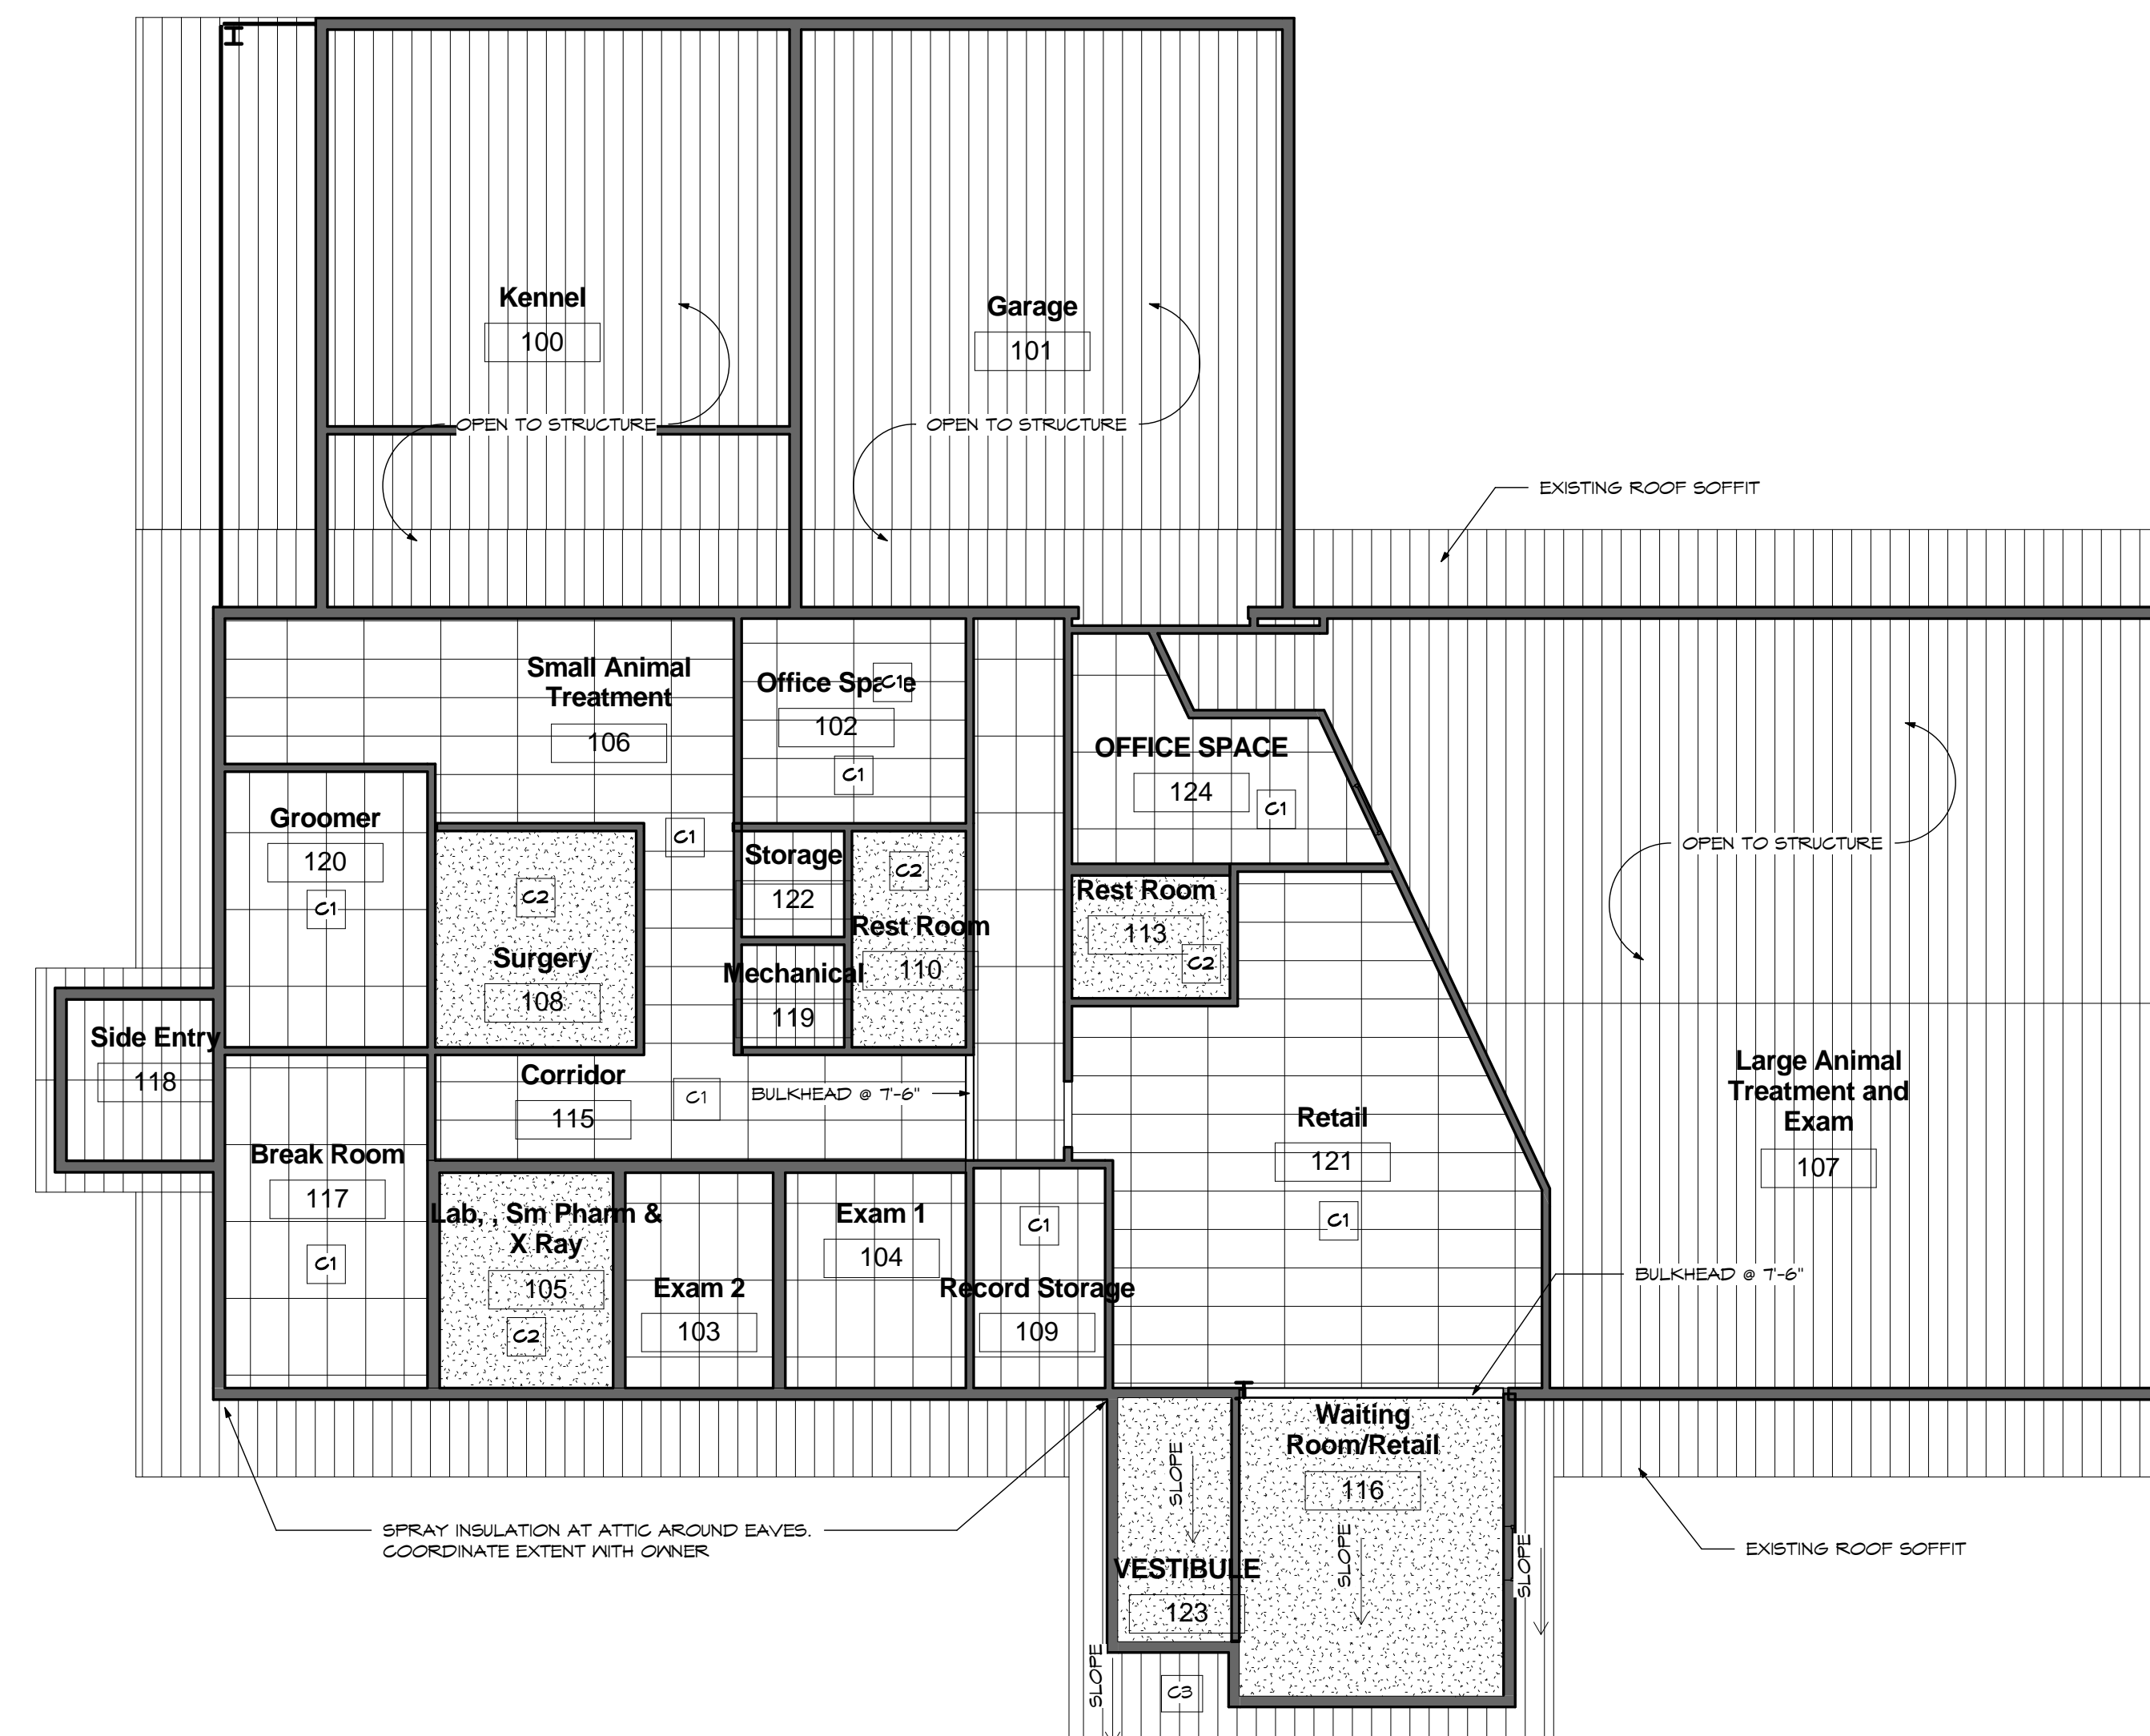 Kennel
100
Garage
101
OPEN TO STRUCTURE
OPEN TO STRUCTURE
EXISTING ROOF SOFFIT
Small Animal
Treatment
106
C1
Office Space
C1
102
C1
OFFICE SPACE
124
C1
Groomer
120
C1
C2
Surgery
108
Storage
122
C2
Rest Room
110
Mechanical
119
Rest Room
113
C2
OPEN TO STRUCTURE
Side Entry
118
Corridor
115
C1
BULKHEAD @ 7'-6"
Retail
121
C1
Large Animal
Treatment and
Exam
107
Break Room
117
C1
Lab, , Sm Pharm &
X Ray
105
C2
Exam 2
103
Exam 1
104
C1
Record Storage
109
BULKHEAD @ 7'-6"
Waiting
Room/Retail
116
SLOPE
SLOPE
SLOPE
VESTIBULE
123
SLOPE
C3
SPRAY INSULATION AT ATTIC AROUND EAVES.
COORDINATE EXTENT WITH OWNER
EXISTING ROOF SOFFIT